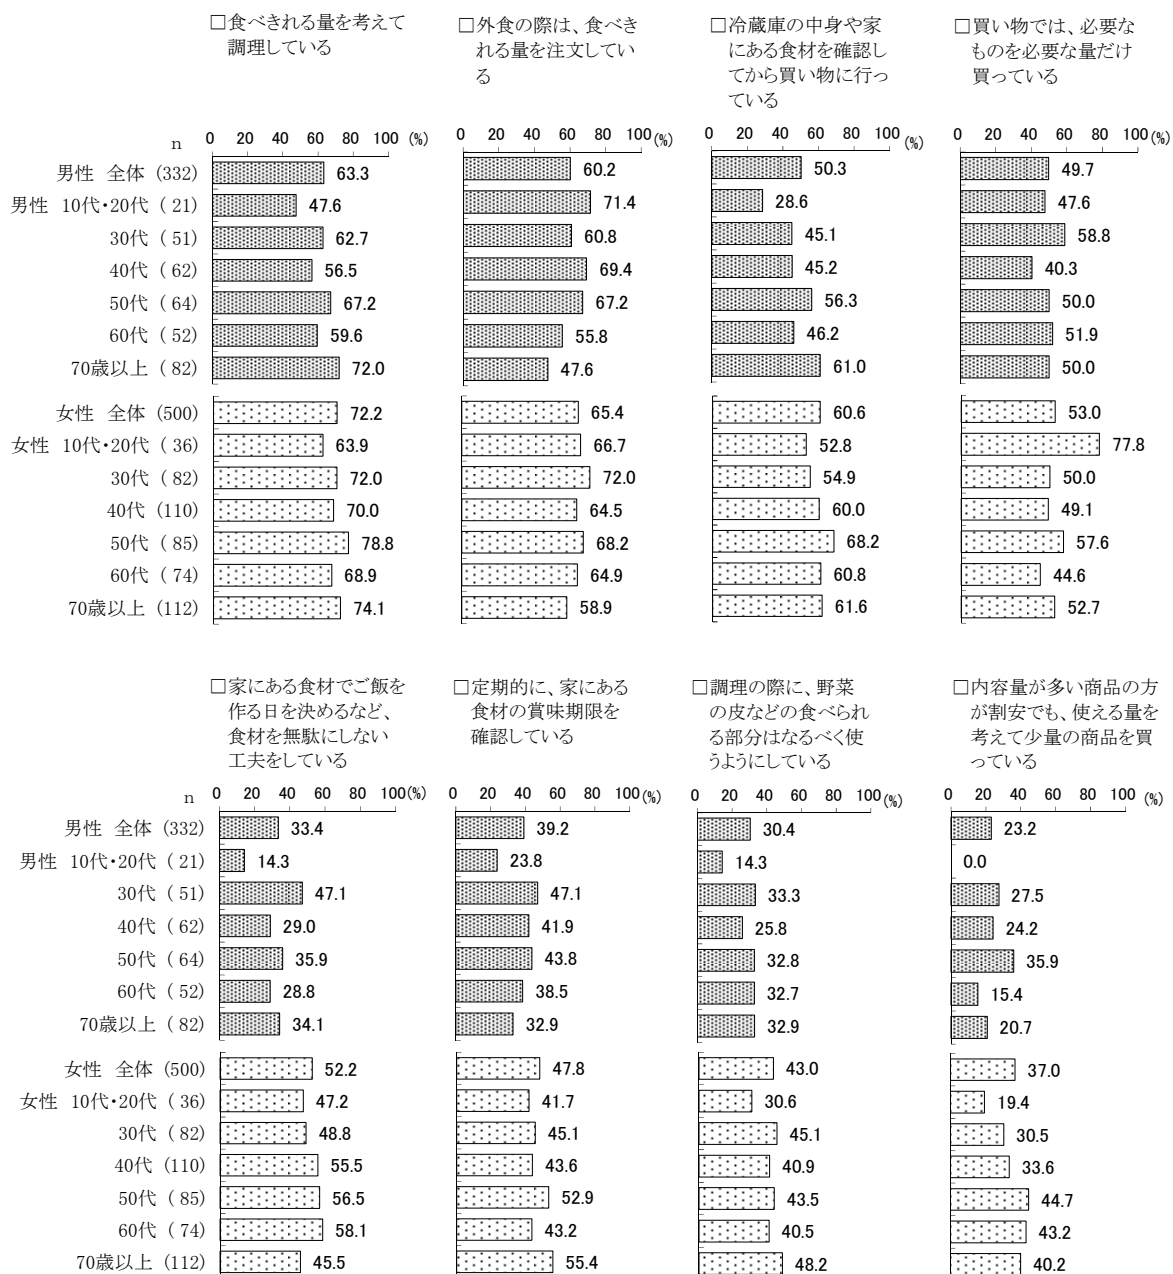 □食べきれる量を考えて
調理している
□外食の際は、食べき
れる量を注文してい
る
□冷蔵庫の中身や家
にある食材を確認し
てから買い物に行っ
ている
□買い物では、必要な
ものを必要な量だけ
買っている
n 0 20 40 60 80 100(%) 0 20 40 60 80 100(%) 0 20 40 60 80 100(%) 0 20 40 60 80 100(%)
男性 全体 (332) 63.3 60.2 50.3 49.7
男性 10代・20代 ( 21) 47.6 71.4 28.6 47.6
30代 ( 51) 62.7 60.8 45.1 58.8
40代 ( 62) 56.5 69.4 45.2 40.3
50代 ( 64) 67.2 67.2 56.3 50.0
60代 ( 52) 59.6 55.8 46.2 51.9
70歳以上 ( 82) 72.0 47.6 61.0 50.0
女性 全体 (500) 72.2 65.4 60.6 53.0
女性 10代・20代 ( 36) 63.9 66.7 52.8 77.8
30代 ( 82) 72.0 72.0 54.9 50.0
40代 (110) 70.0 64.5 60.0 49.1
50代 ( 85) 78.8 68.2 68.2 57.6
60代 ( 74) 68.9 64.9 60.8 44.6
70歳以上 (112) 74.1 58.9 61.6 52.7
□家にある食材でご飯を
作る日を決めるなど、
食材を無駄にしない
工夫をしている
□定期的に、家にある
食材の賞味期限を
確認している
□調理の際に、野菜
の皮などの食べられ
る部分はなるべく使
うようにしている
□内容量が多い商品の方
が割安でも、使える量を
考えて少量の商品を買
っている
n 0 20 40 60 80 100(%) 0 20 40 60 80 100(%) 0 20 40 60 80 100(%) 0 20 40 60 80 100(%)
男性 全体 (332) 33.4 39.2 30.4 23.2
男性 10代・20代 ( 21) 14.3 23.8 14.3 0.0
30代 ( 51) 47.1 47.1 33.3 27.5
40代 ( 62) 29.0 41.9 25.8 24.2
50代 ( 64) 35.9 43.8 32.8 35.9
60代 ( 52) 28.8 38.5 32.7 15.4
70歳以上 ( 82) 34.1 32.9 32.9 20.7
女性 全体 (500) 52.2 47.8 43.0 37.0
女性 10代・20代 ( 36) 47.2 41.7 30.6 19.4
30代 ( 82) 48.8 45.1 45.1 30.5
40代 (110) 55.5 43.6 40.9 33.6
50代 ( 85) 56.5 52.9 43.5 44.7
60代 ( 74) 58.1 43.2 40.5 43.2
70歳以上 (112) 45.5 55.4 48.2 40.2